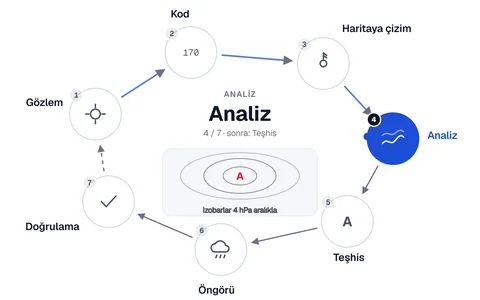 Kod
2
170
Haritaya çizim
3
Gözlem
1
ANALİZ
Analiz
4 / 7 · sonra: Teşhis
4
Analiz
A
İzobarlar 4 hPa aralıkla
7
Doğrulama
5
A
Teşhis
6
Öngörü